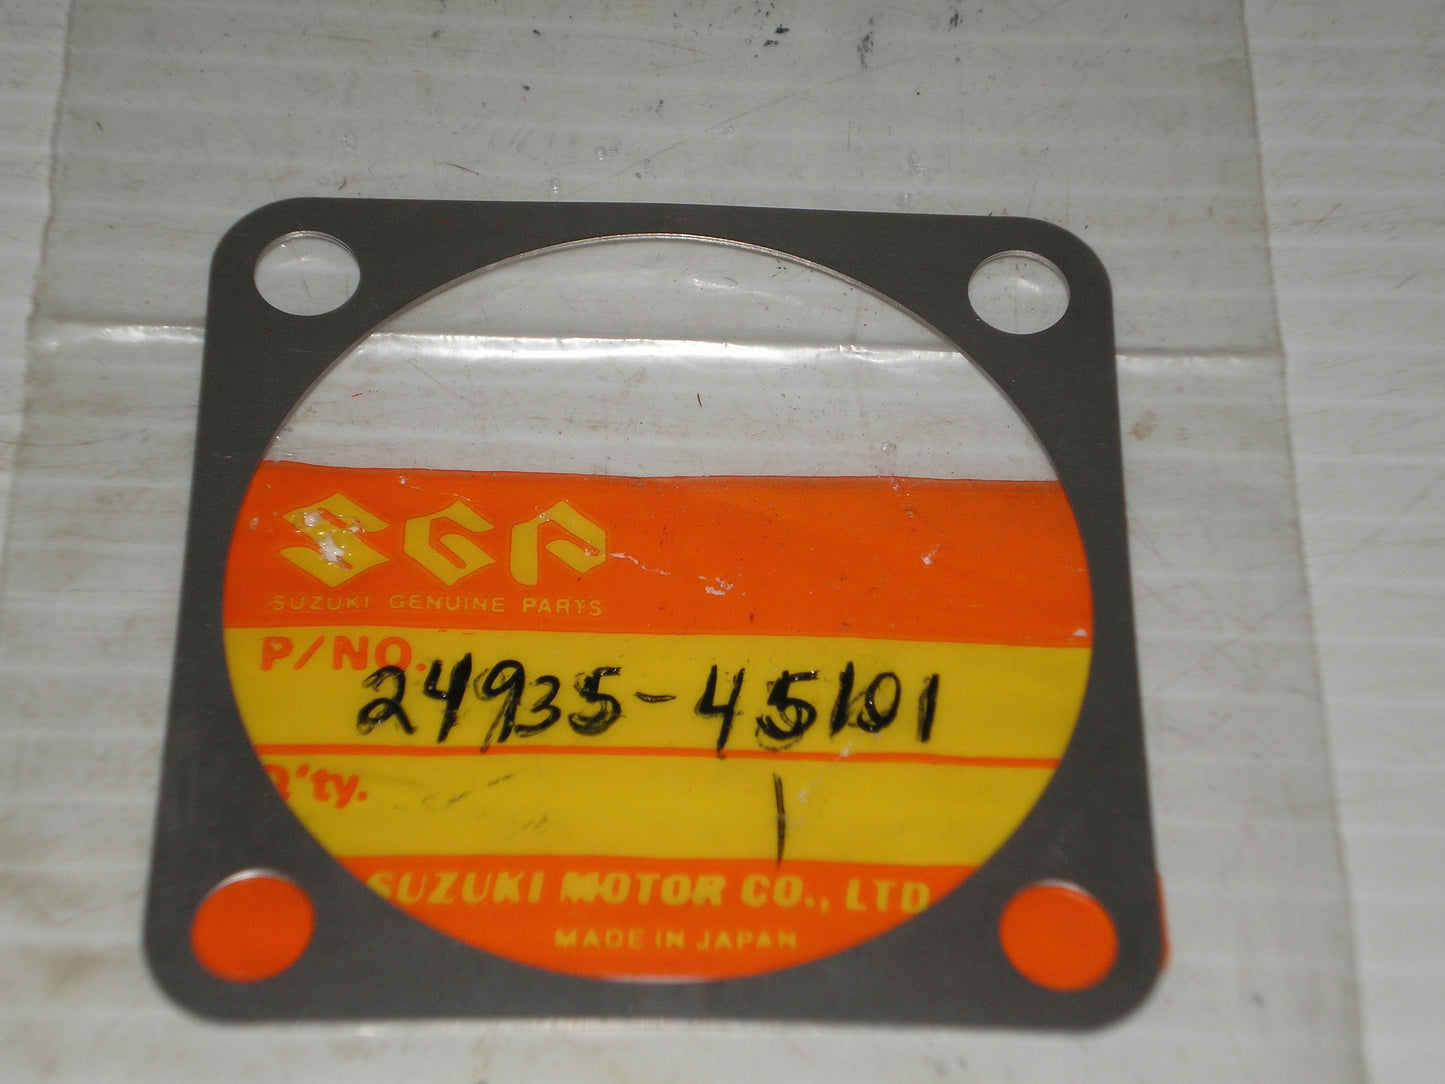 SGP
SUZUKI GENUINE PARTS
P/NO. 24935-45101
Q'ty. 1
SUZUKI MOTOR CO., LTD
MADE IN JAPAN